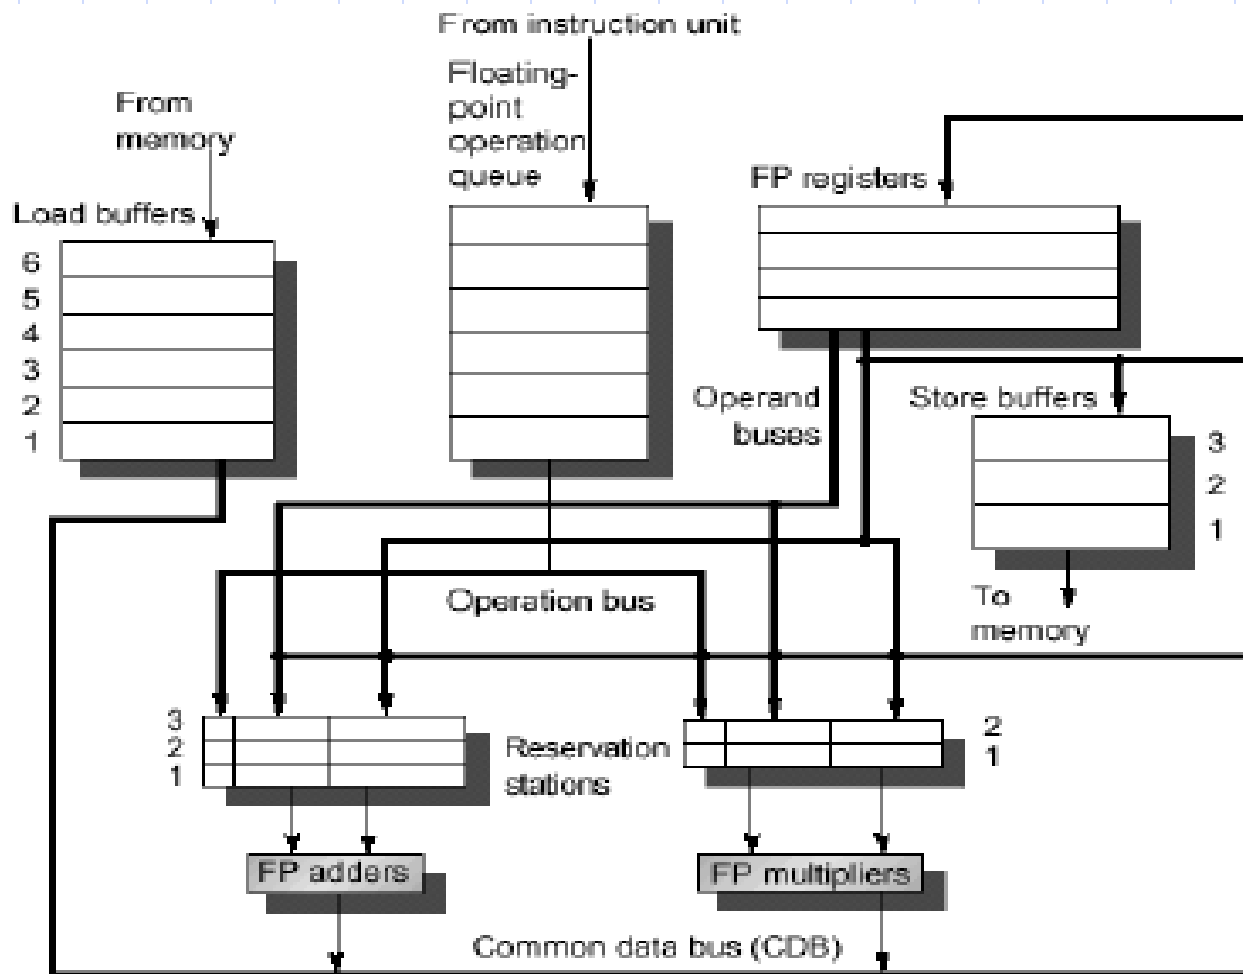 From instruction unit
Floating-
point
operation
queue
From
memory
FP registers
Load buffers
6
5
4
3
2
1
Operand
buses
Store buffers
3
2
1
To
memory
Operation bus
3
2
1
Reservation
stations
2
1
FP adders
FP multipliers
Common data bus (CDB)